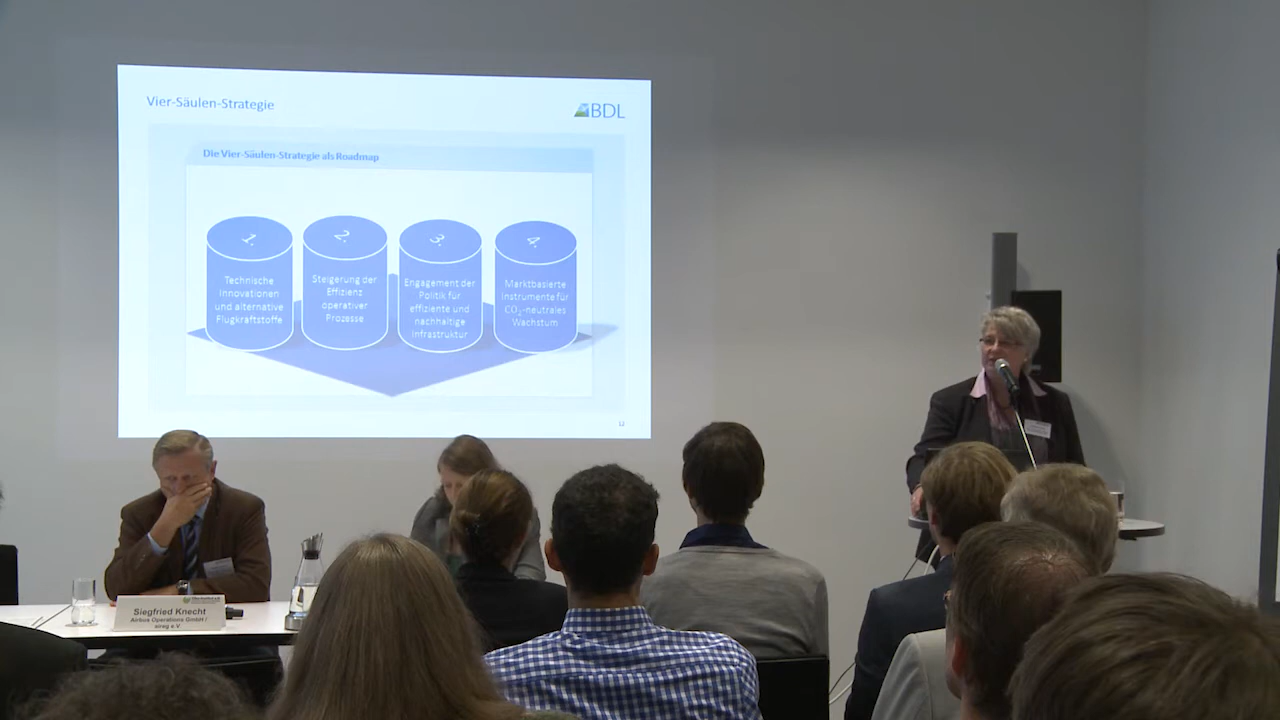 Vier-Säulen-Strategie
BDL
Die Vier-Säulen-Strategie als Roadmap
1.
Technische
Innovationen
und alternative
Flugkraftstoffe
2.
Steigerung der
Effizienz
operativer
Prozesse
3.
Engagement der
Politik für
effiziente und
nachhaltige
Infrastruktur
4.
Marktbasierte
Instrumente für
CO₂-neutrales
Wachstum
12
Siegfried Knecht
Airbus Operations GmbH /
aireg e.V.